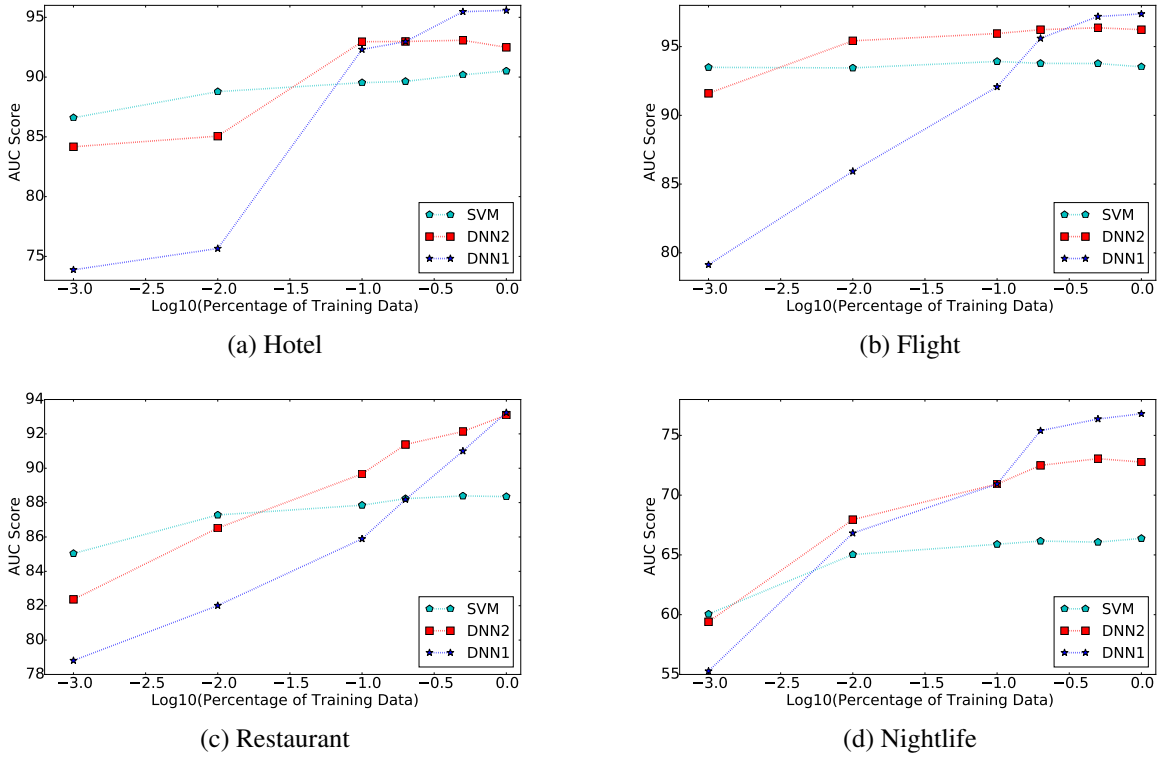 95
90
85
80
75
AUC Score
−3.0 −2.5 −2.0 −1.5 −1.0 −0.5 0.0
Log10(Percentage of Training Data)
SVM
DNN2
DNN1
(a) Hotel
95
90
85
80
AUC Score
−3.0 −2.5 −2.0 −1.5 −1.0 −0.5 0.0
Log10(Percentage of Training Data)
SVM
DNN2
DNN1
(b) Flight
94
92
90
88
86
84
82
80
78
AUC Score
−3.0 −2.5 −2.0 −1.5 −1.0 −0.5 0.0
Log10(Percentage of Training Data)
SVM
DNN2
DNN1
(c) Restaurant
75
70
65
60
55
AUC Score
−3.0 −2.5 −2.0 −1.5 −1.0 −0.5 0.0
Log10(Percentage of Training Data)
SVM
DNN2
DNN1
(d) Nightlife